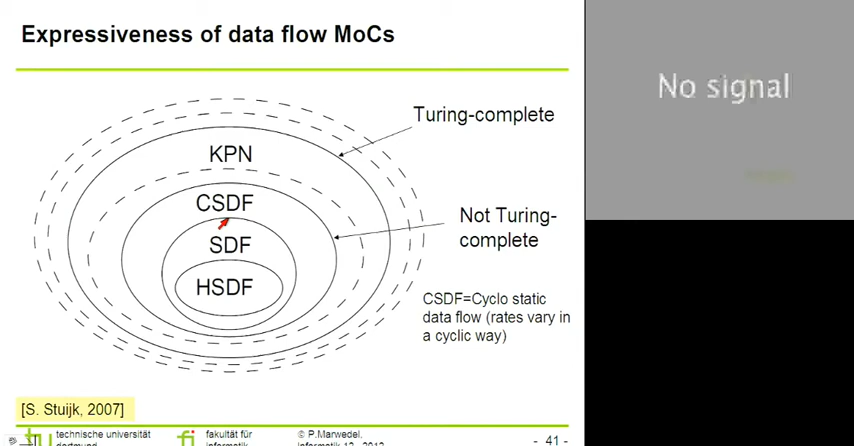 Expressiveness of data flow MoCs
No signal
Turing-complete
KPN
CSDF
Not Turing-
complete
SDF
HSDF
CSDF=Cyclo static
data flow (rates vary in
a cyclic way)
[S. Stuijk, 2007]
technische universität
dortmund
fakultät für
informatik
© P.Marwedel,
informatik 12, 2012
- 41 -